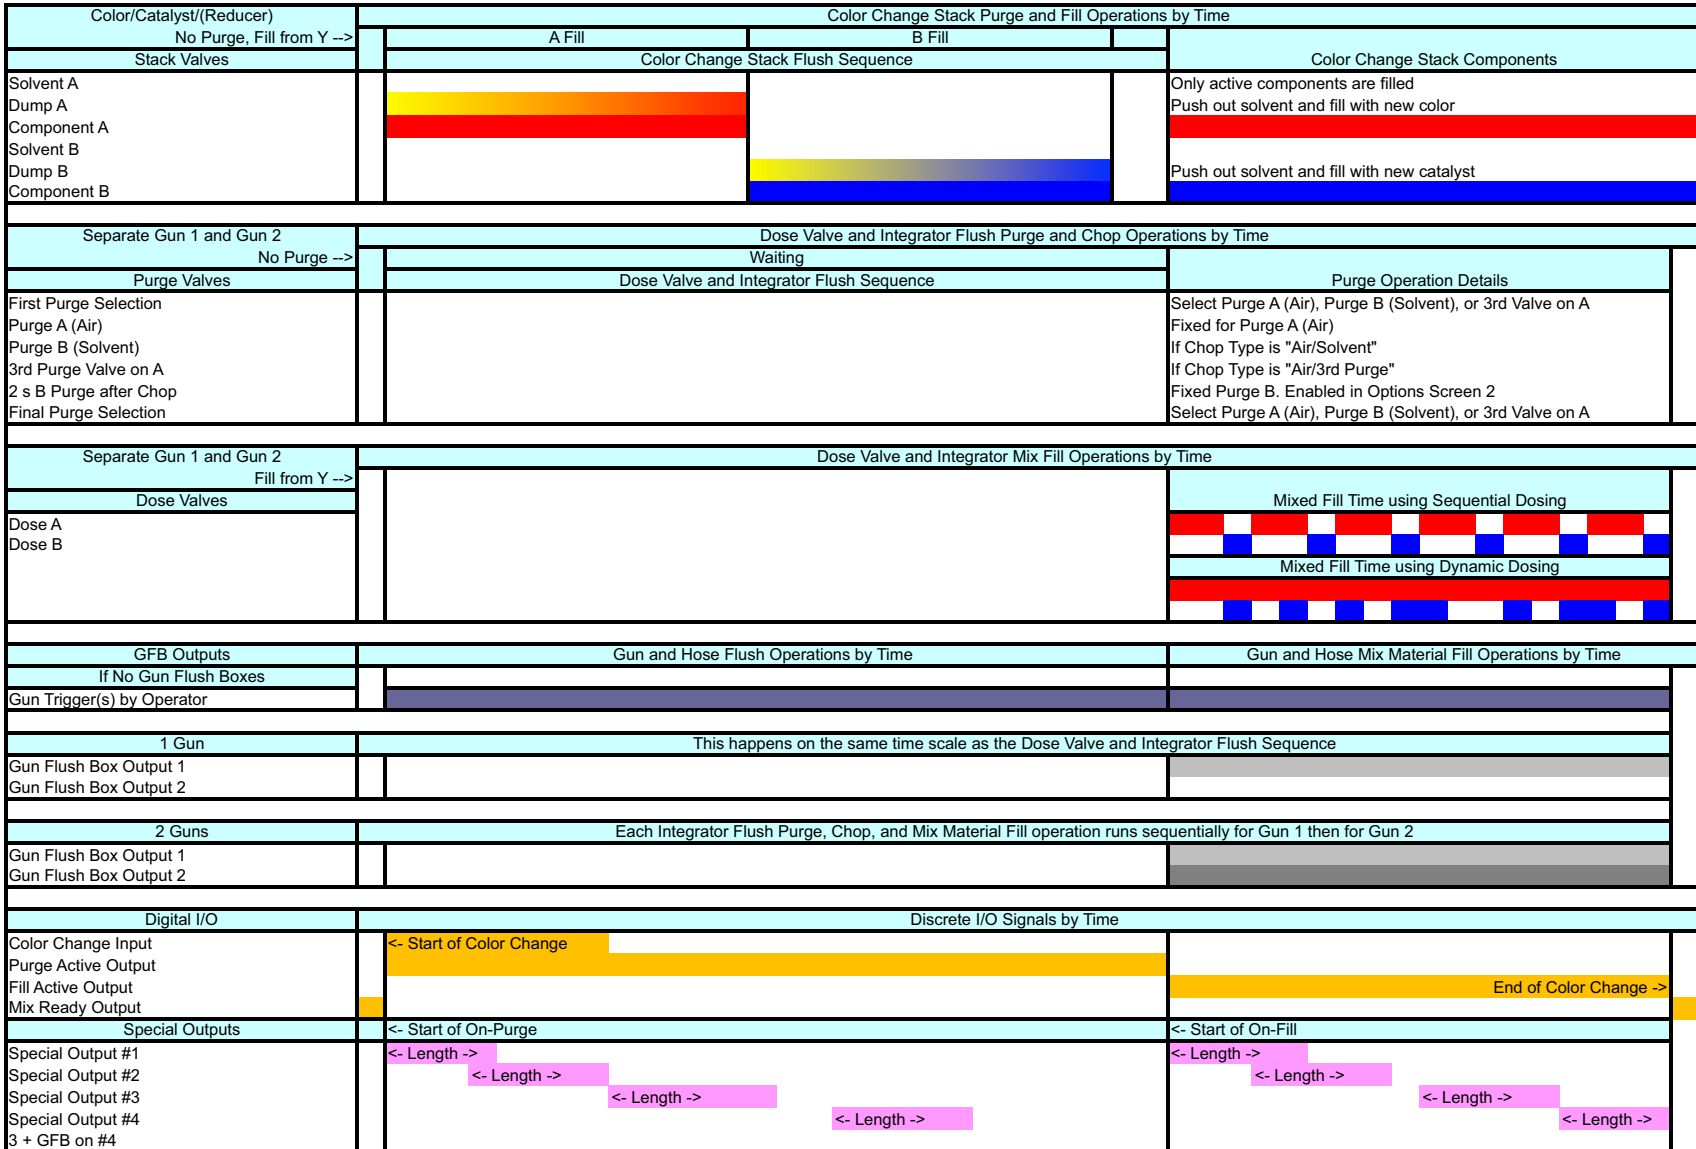 Color/Catalyst/(Reducer)
Color Change Stack Purge and Fill Operations by Time
No Purge, Fill from Y -->
A Fill
B Fill
Stack Valves
Color Change Stack Flush Sequence
Color Change Stack Components
Solvent A
Only active components are filled
Dump A
Push out solvent and fill with new color
Component A
Solvent B
Dump B
Push out solvent and fill with new catalyst
Component B
Separate Gun 1 and Gun 2
Dose Valve and Integrator Flush Purge and Chop Operations by Time
No Purge -->
Waiting
Purge Valves
Dose Valve and Integrator Flush Sequence
Purge Operation Details
First Purge Selection
Select Purge A (Air), Purge B (Solvent), or 3rd Valve on A
Purge A (Air)
Fixed for Purge A (Air)
Purge B (Solvent)
If Chop Type is "Air/Solvent"
3rd Purge Valve on A
If Chop Type is "Air/3rd Purge"
2 s B Purge after Chop
Fixed Purge B. Enabled in Options Screen 2
Final Purge Selection
Select Purge A (Air), Purge B (Solvent), or 3rd Valve on A
Separate Gun 1 and Gun 2
Dose Valve and Integrator Mix Fill Operations by Time
Fill from Y -->
Dose Valves
Mixed Fill Time using Sequential Dosing
Dose A
Dose B
Mixed Fill Time using Dynamic Dosing
GFB Outputs
Gun and Hose Flush Operations by Time
Gun and Hose Mix Material Fill Operations by Time
If No Gun Flush Boxes
Gun Trigger(s) by Operator
1 Gun
This happens on the same time scale as the Dose Valve and Integrator Flush Sequence
Gun Flush Box Output 1
Gun Flush Box Output 2
2 Guns
Each Integrator Flush Purge, Chop, and Mix Material Fill operation runs sequentially for Gun 1 then for Gun 2
Gun Flush Box Output 1
Gun Flush Box Output 2
Digital I/O
Discrete I/O Signals by Time
Color Change Input
<- Start of Color Change
Purge Active Output
Fill Active Output
End of Color Change ->
Mix Ready Output
Special Outputs
<- Start of On-Purge
<- Start of On-Fill
Special Output #1
<- Length ->
<- Length ->
Special Output #2
<- Length ->
<- Length ->
Special Output #3
<- Length ->
<- Length ->
Special Output #4
<- Length ->
<- Length ->
3 + GFB on #4